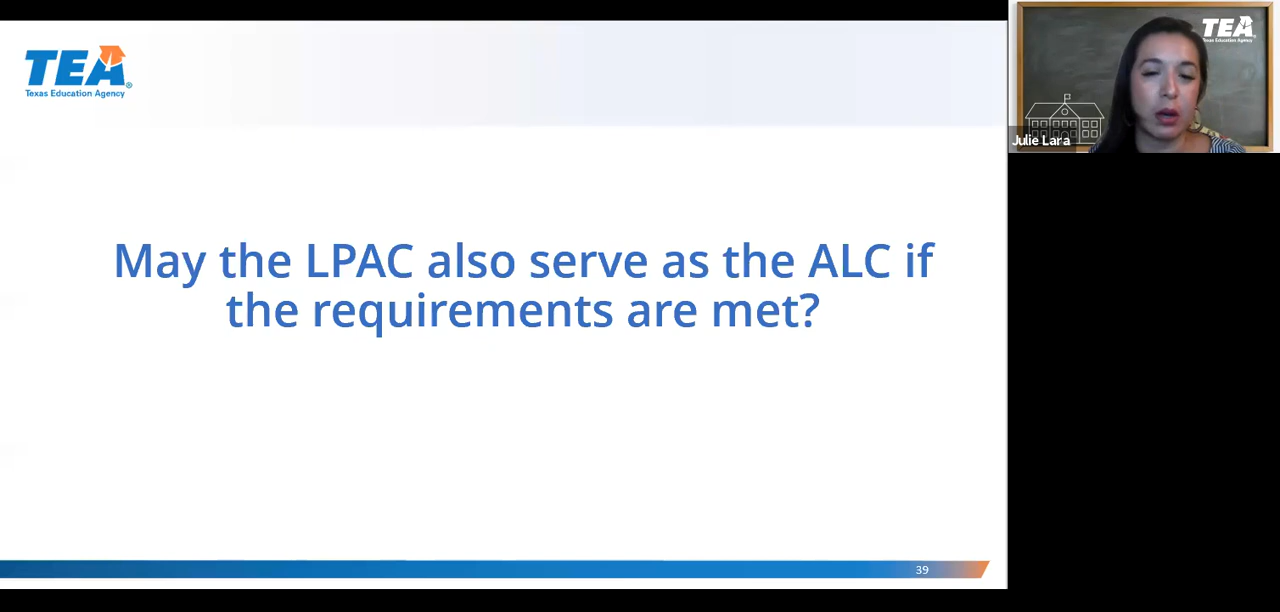 TEA
Texas Education Agency
May the LPAC also serve as the ALC if
the requirements are met?
39
TEA
Texas Education Agency
Julie Lara